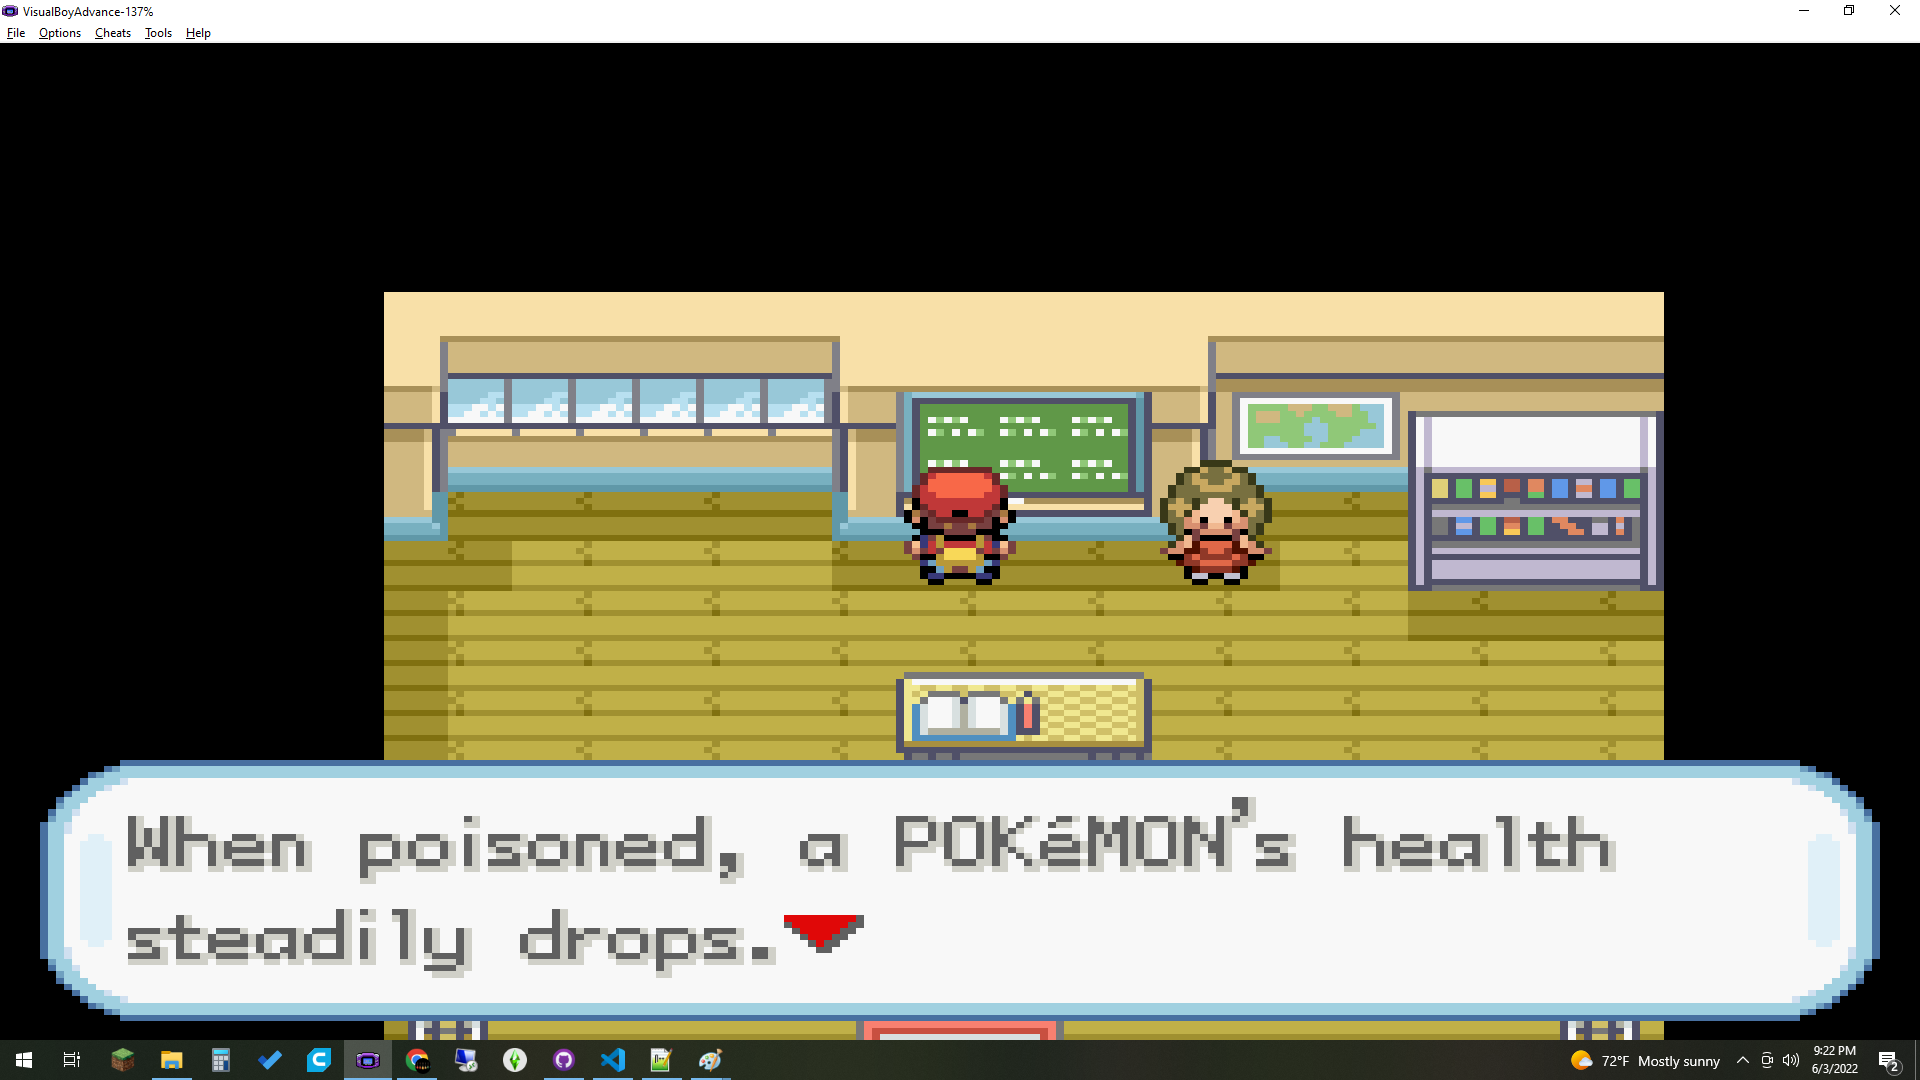 VisualBoyAdvance-137%
File Options Cheats Tools Help
When poisoned, a POKéMON's health
steadily drops.
72°F Mostly sunny
9:22 PM
6/3/2022
2